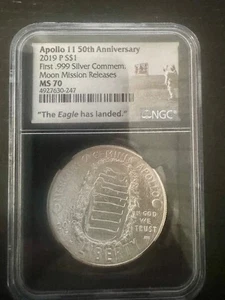 Apollo 11 50th Anniversary
2019 P S$1
First .999 Silver Commem.
Moon Mission Releases
MS 70
4927630-247
NGC
"The Eagle has landed."
IN GOD
WE
TRUST
LIBERTY